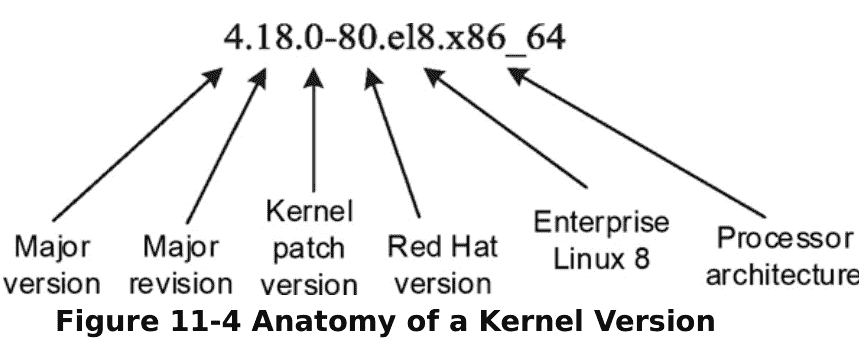 4.18.0-80.el8.x86_64
Major
version
Major
revision
Kernel
patch
version
Red Hat
version
Enterprise
Linux 8
Processor
architecture
Figure 11-4 Anatomy of a Kernel Version